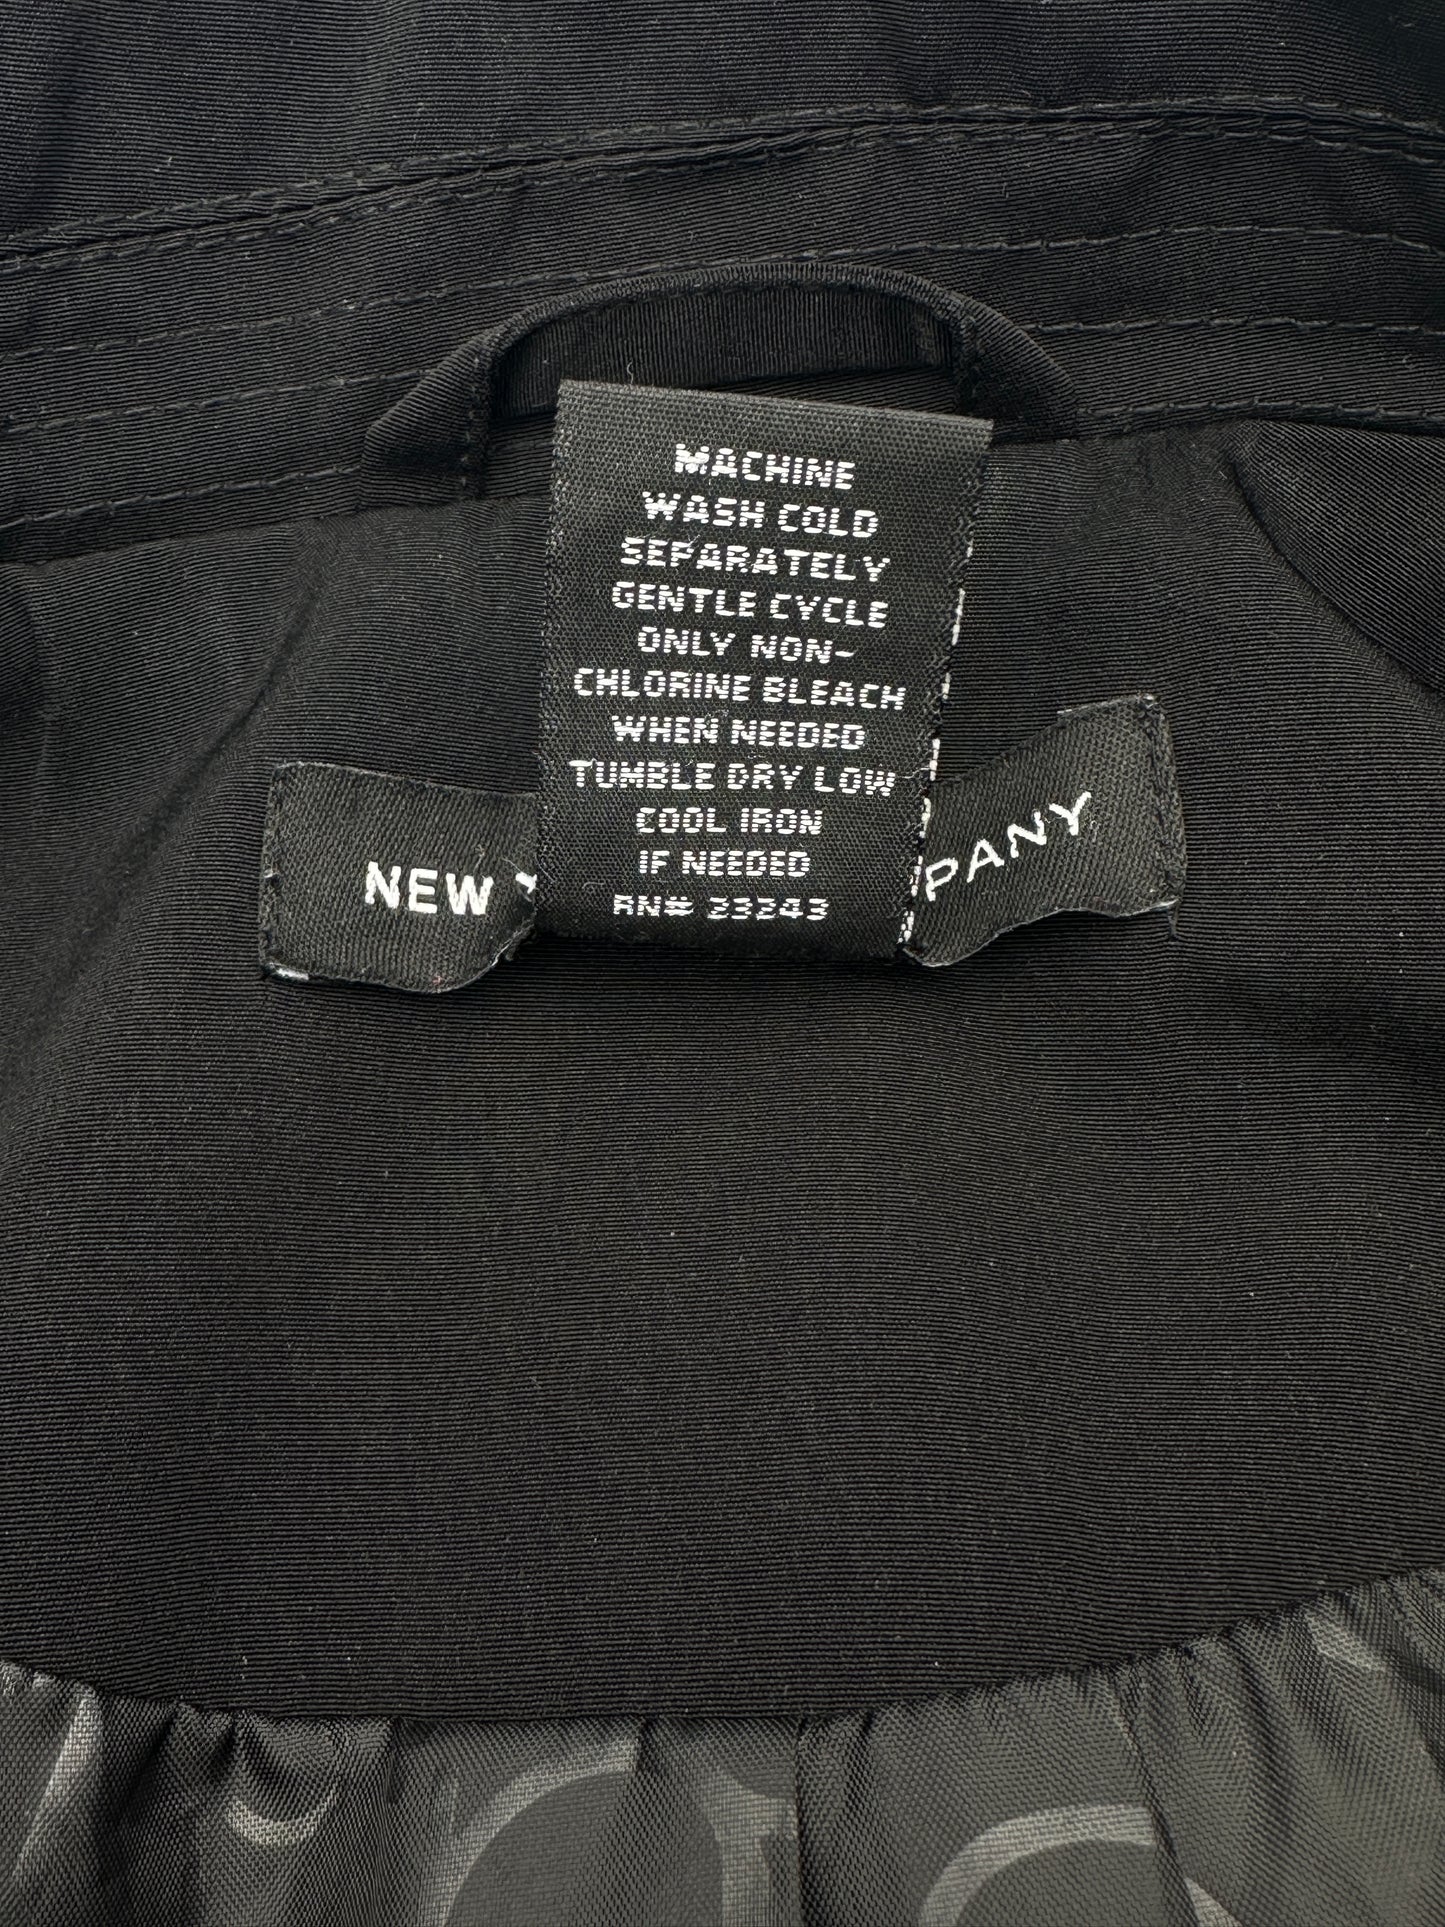 MACHINE
WASH COLD
SEPARATELY
GENTLE CYCLE
ONLY NON-
CHLORINE BLEACH
WHEN NEEDED
TUMBLE DRY LOW
COOL IRON
IF NEEDED
RN# 23243
NEW
PANY